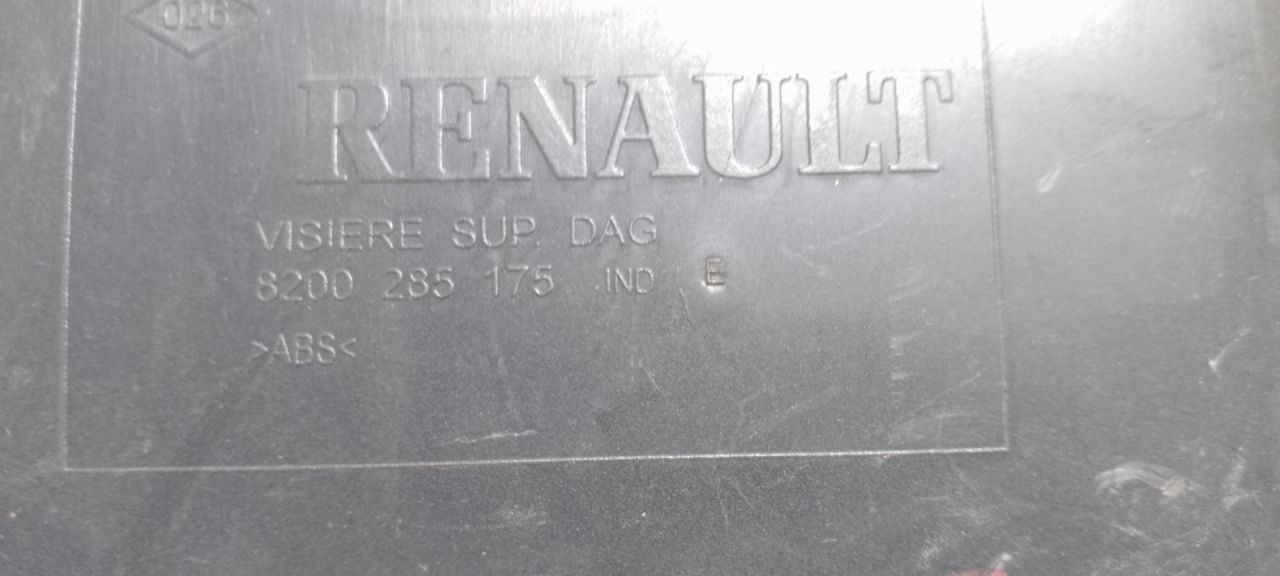 026
RENAULT
VISIERE SUP. DAG
8200 285 175 IND E
>ABS<